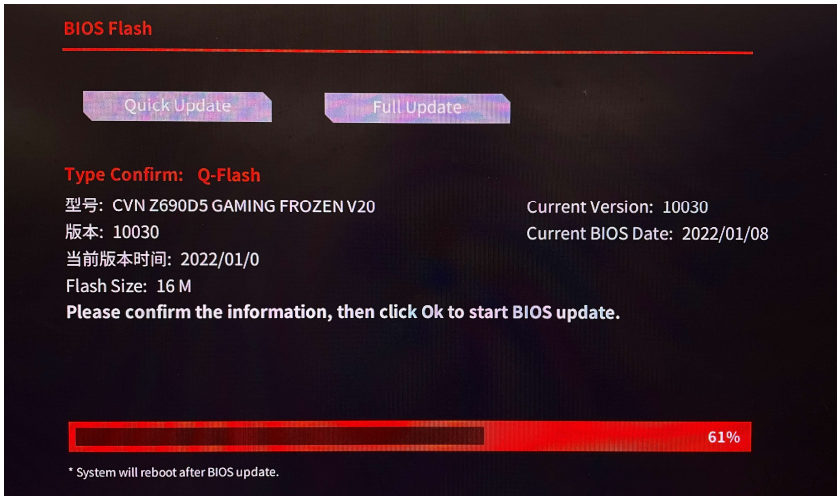 BIOS Flash
Quick Update
Full Update
Type Confirm: Q-Flash
型号: CVN Z690D5 GAMING FROZEN V20
Current Version: 10030
版本: 10030
Current BIOS Date: 2022/01/08
当前版本时间: 2022/01/0
Flash Size: 16 M
Please confirm the information, then click Ok to start BIOS update.
61%
* System will reboot after BIOS update.